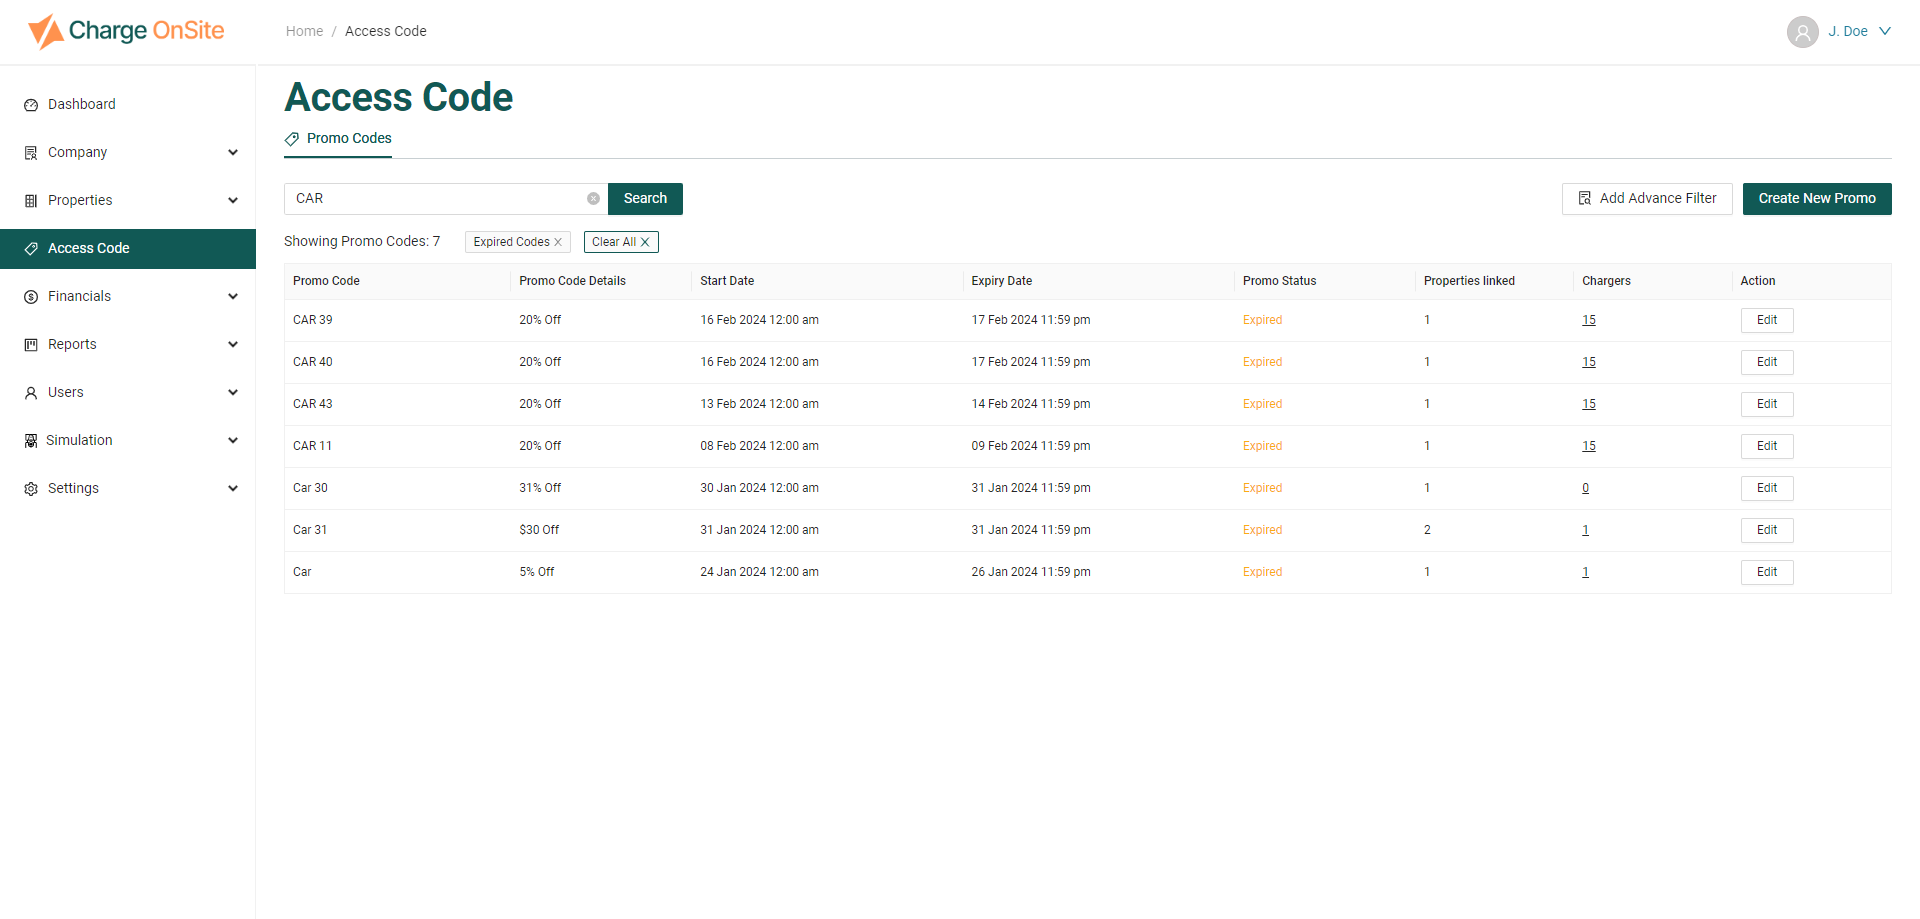 Charge OnSite
Home / Access Code
J. Doe
Dashboard
Company
Properties
Access Code
Financials
Reports
Users
Simulation
Settings
Access Code
Promo Codes
CAR Search
Add Advance Filter Create New Promo
Showing Promo Codes: 7 Expired Codes Clear All
Promo Code Promo Code Details Start Date Expiry Date Promo Status Properties linked Chargers Action
CAR 39 20% Off 16 Feb 2024 12:00 am 17 Feb 2024 11:59 pm Expired 1 15 Edit
CAR 40 20% Off 16 Feb 2024 12:00 am 17 Feb 2024 11:59 pm Expired 1 15 Edit
CAR 43 20% Off 13 Feb 2024 12:00 am 14 Feb 2024 11:59 pm Expired 1 15 Edit
CAR 11 20% Off 08 Feb 2024 12:00 am 09 Feb 2024 11:59 pm Expired 1 15 Edit
Car 30 31% Off 30 Jan 2024 12:00 am 31 Jan 2024 11:59 pm Expired 1 0 Edit
Car 31 $30 Off 31 Jan 2024 12:00 am 31 Jan 2024 11:59 pm Expired 2 1 Edit
Car 5% Off 24 Jan 2024 12:00 am 26 Jan 2024 11:59 pm Expired 1 1 Edit